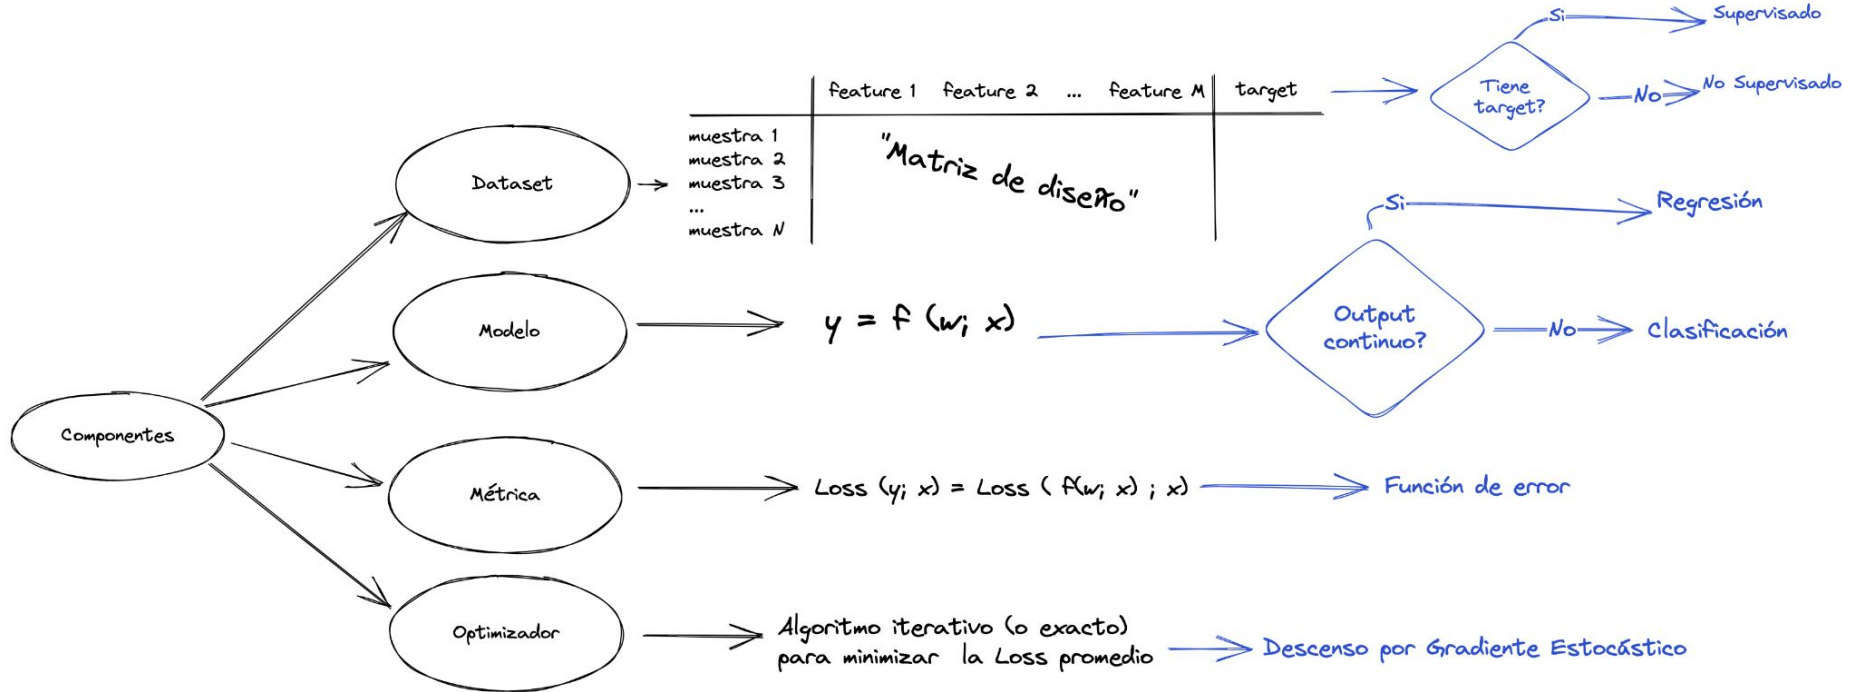 Componentes
Dataset
feature 1 feature 2 ... feature M target
muestra 1
muestra 2
muestra 3
...
muestra N
"Matriz de diseño"
Tiene
target?
Si
Supervisado
No
No Supervisado
Modelo
y = f (w; x)
Output
continuo?
Si
Regresión
No
Clasificación
Métrica
Loss (y; x) = Loss ( f(w; x) ; x)
Función de error
Optimizador
Algoritmo iterativo (o exacto)
para minimizar la Loss promedio
Descenso por Gradiente Estocástico